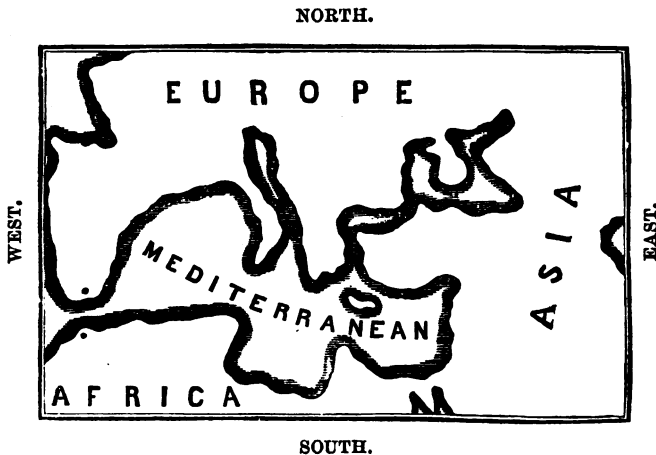 NORTH.
EUROPE
WEST.
EAST.
ASIA
MEDITERRANEAN
AFRICA
SOUTH.